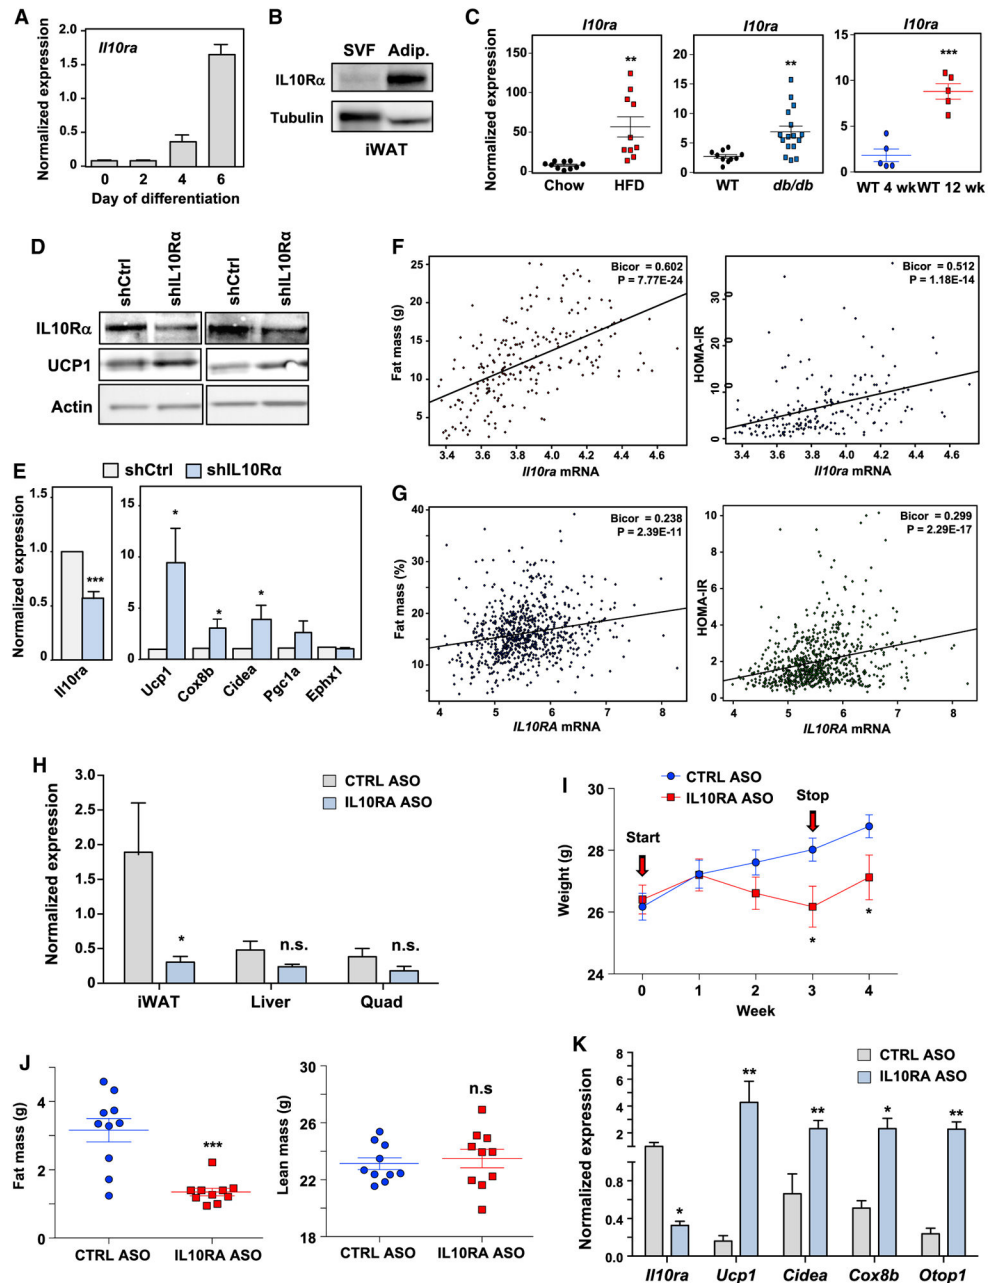 A
Il10ra
Normalized expression
2.0
1.5
1.0
0.5
0
0 2 4 6
Day of differentiation
B
SVF Adip.
IL10Rα
Tubulin
iWAT
C
Il10ra
Normalized expression
150
100
50
0
**
Chow HFD
Il10ra
20
15
10
5
0
**
WT db/db
Il10ra
15
10
5
0
***
WT 4 wk WT 12 wk
D
shCtrl shIL10Rα shCtrl shIL10Rα
IL10Rα
UCP1
Actin
E
shCtrl shIL10Rα
Normalized expression
1.5
1.0
0.5
0
***
Il10ra
15
10
5
0
* * *
Ucp1 Cox8b Cidea Pgc1a Ephx1
F
Bicor = 0.602
P = 7.77E-24
Fat mass (g)
25
20
15
10
5
3.4 3.6 3.8 4.0 4.2 4.4 4.6
Il10ra mRNA
Bicor = 0.512
P = 1.18E-14
HOMA-IR
30
20
10
0
3.4 3.6 3.8 4.0 4.2 4.4 4.6
Il10ra mRNA
G
Bicor = 0.238
P = 2.39E-11
Fat mass (%)
40
30
20
10
4 5 6 7 8
IL10RA mRNA
Bicor = 0.299
P = 2.29E-17
HOMA-IR
10
8
6
4
2
0
4 5 6 7 8
IL10RA mRNA
H
CTRL ASO
IL10RA ASO
Normalized expression
3.0
2.5
2.0
1.5
1.0
0.5
0
* n.s. n.s.
iWAT Liver Quad
I
CTRL ASO
IL10RA ASO
Start
Stop
Weight (g)
30
28
26
24
* *
0 1 2 3 4
Week
J
Fat mass (g)
4
2
0
***
CTRL ASO IL10RA ASO
Lean mass (g)
30
26
22
18
n.s
CTRL ASO IL10RA ASO
K
CTRL ASO
IL10RA ASO
Normalized expression
8
6
4
2
0.8
0.4
0.0
* ** ** * **
Il10ra Ucp1 Cidea Cox8b Otop1